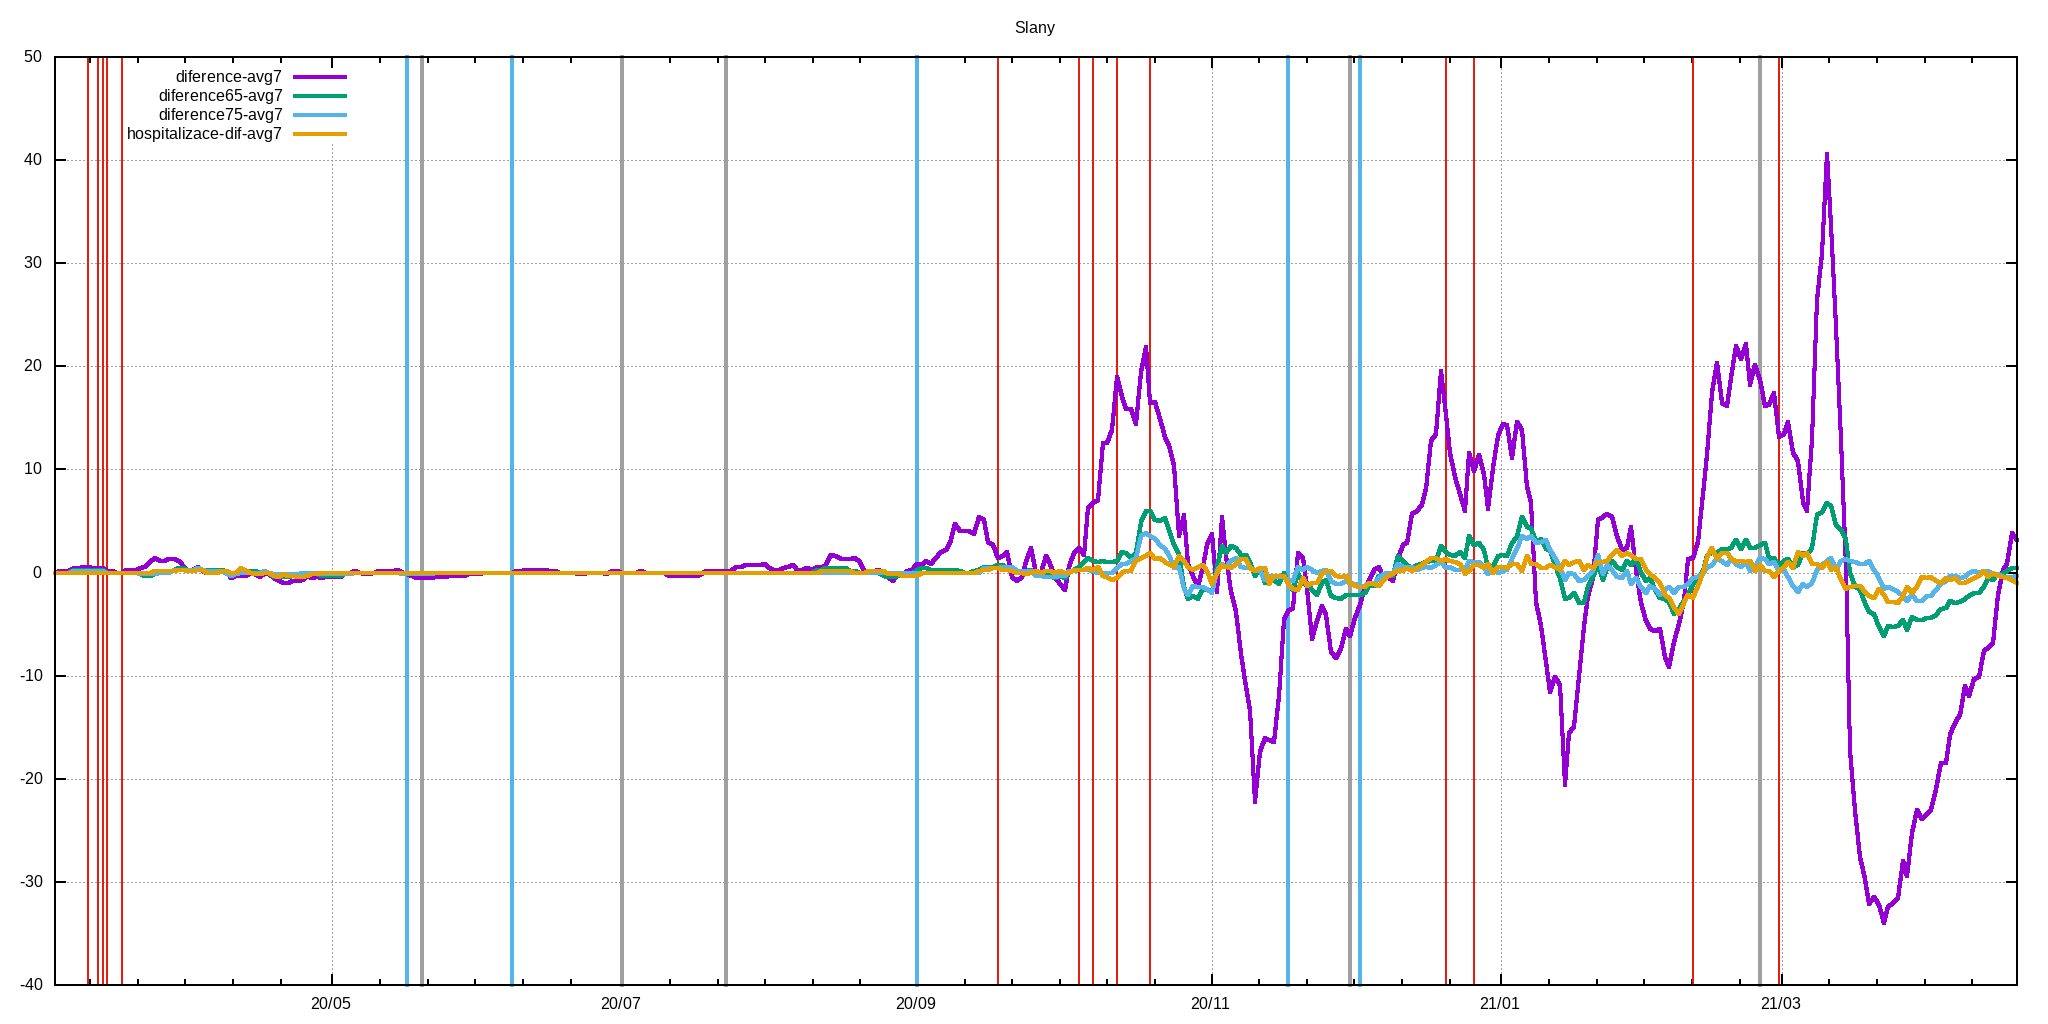 Slany
50
40
30
20
10
0
-10
-20
-30
-40
diference-avg7
diference65-avg7
diference75-avg7
hospitalizace-dif-avg7
20/05 20/07 20/09 20/11 21/01 21/03